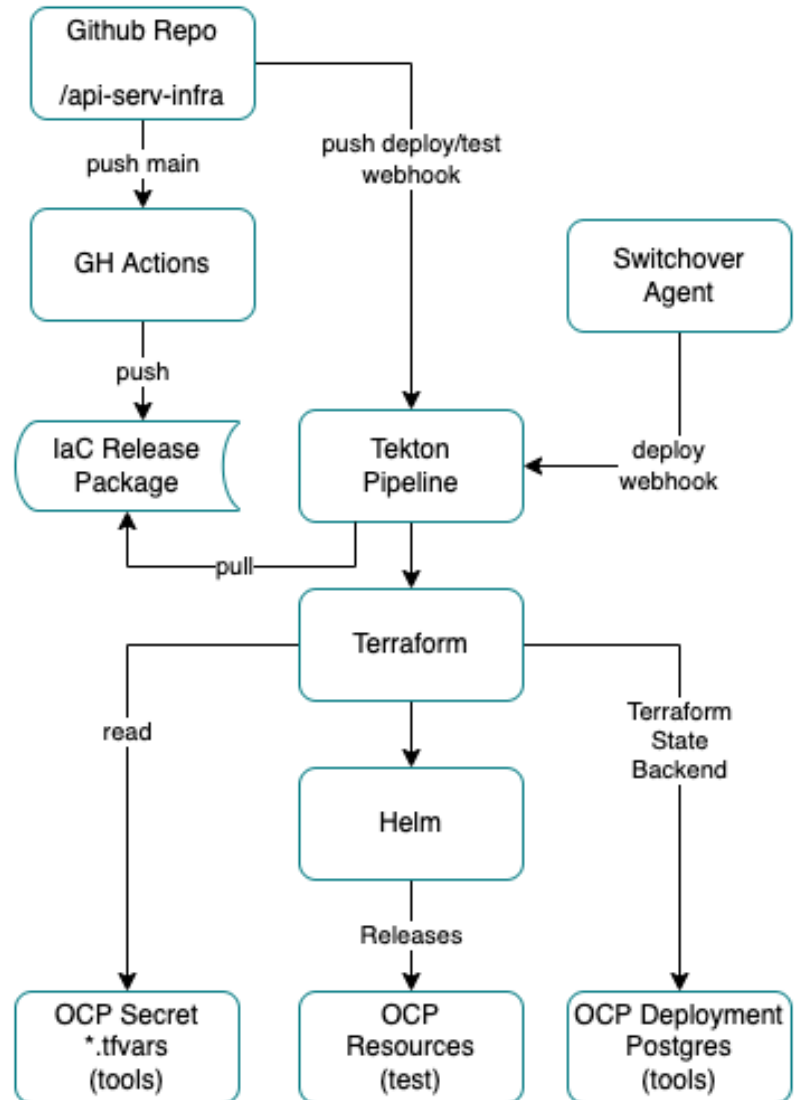 Github Repo
/api-serv-infra
push main
push deploy/test
webhook
GH Actions
Switchover
Agent
push
IaC Release
Package
Tekton
Pipeline
deploy
webhook
pull
Terraform
read
Terraform
State
Backend
Helm
Releases
OCP Secret
*.tfvars
(tools)
OCP
Resources
(test)
OCP Deployment
Postgres
(tools)